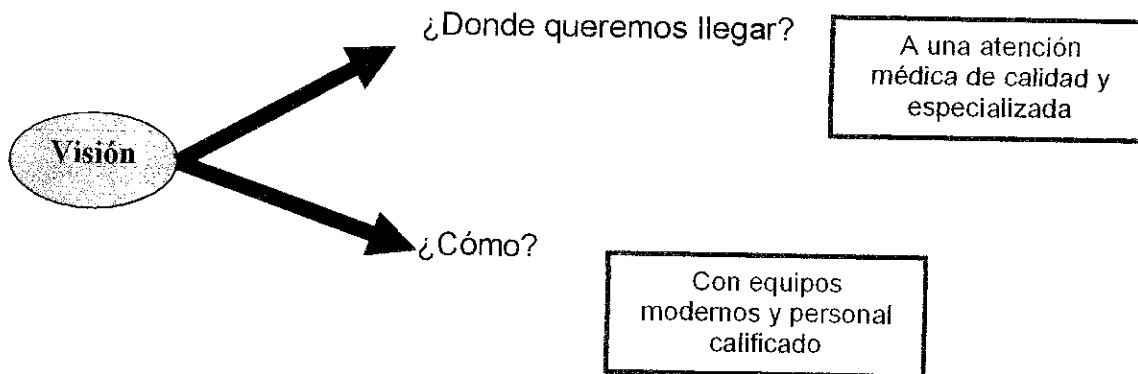 ¿Donde queremos llegar?
A una atención
médica de calidad y
especializada
Visión
¿Cómo?
Con equipos
modernos y personal
calificado